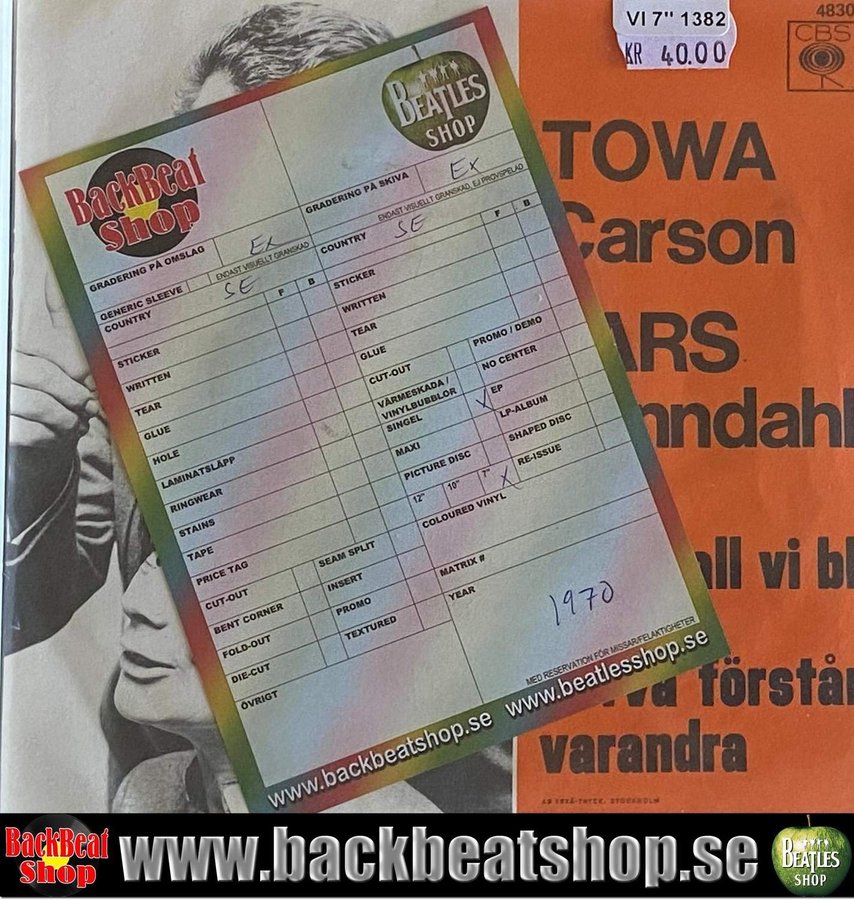 VI 7" 1382
KR 40.00
4830
CBS
TOWA
Carson
ARS
nndahl
all vi bl
va förstår
varandra
STOCKHOLM
BackBeat
Shop
BEATLES
SHOP
GRADERING PÅ OMSLAG
EX
ENDAST VISUELLT GRANSKAD
GENERIC SLEEVE
COUNTRY
SE
F B
STICKER
WRITTEN
TEAR
GLUE
HOLE
LAMINATSLÄPP
RINGWEAR
STAINS
TAPE
PRICE TAG
CUT-OUT
SEAM SPLIT
BENT CORNER
INSERT
FOLD-OUT
PROMO
DIE-CUT
TEXTURED
ÖVRIGT
GRADERING PÅ SKIVA
EX
ENDAST VISUELLT GRANSKAD, EJ PROVSPELAD
COUNTRY
SE
F B
STICKER
WRITTEN
TEAR
GLUE
CUT-OUT
PROMO / DEMO
VÄRMESKADA /
VINYLBUBBLOR
NO CENTER
SINGEL
X
EP
MAXI
LP-ALBUM
PICTURE DISC
SHAPED DISC
12" 10" 7" X
RE-ISSUE
COLOURED VINYL
MATRIX #
YEAR
1970
MED RESERVATION FÖR MISSAR/FELAKTIGHETER
www.backbeatshop.se www.beatlesshop.se
BackBeat
Shop
www.backbeatshop.se
BEATLES
SHOP